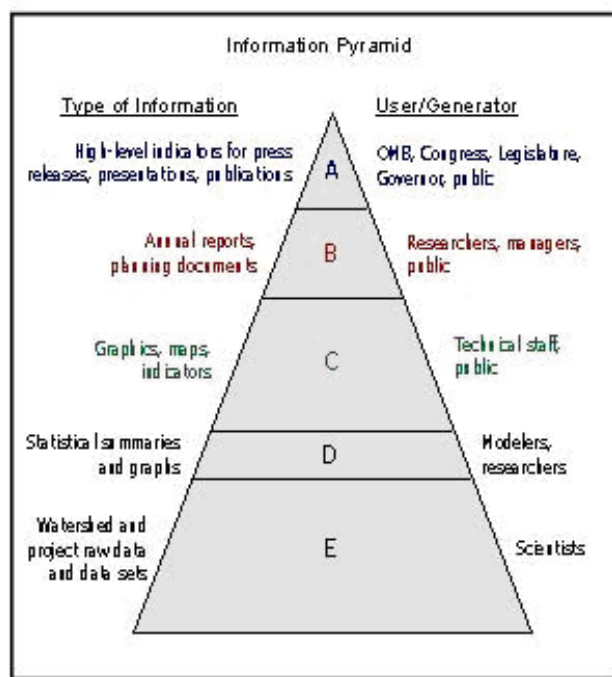 Information Pyramid
Type of Information
User/Generator
High-level indicators for press
releases, presentations, publications
A
OMB, Congress, Legislature,
Governor, public
Annual reports,
planning documents
B
Researchers, managers,
public
Graphics, maps,
indicators
C
Technical staff,
public
Statistical summaries
and graphs
D
Modelers,
researchers
Watershed and
project raw data
and data sets
E
Scientists